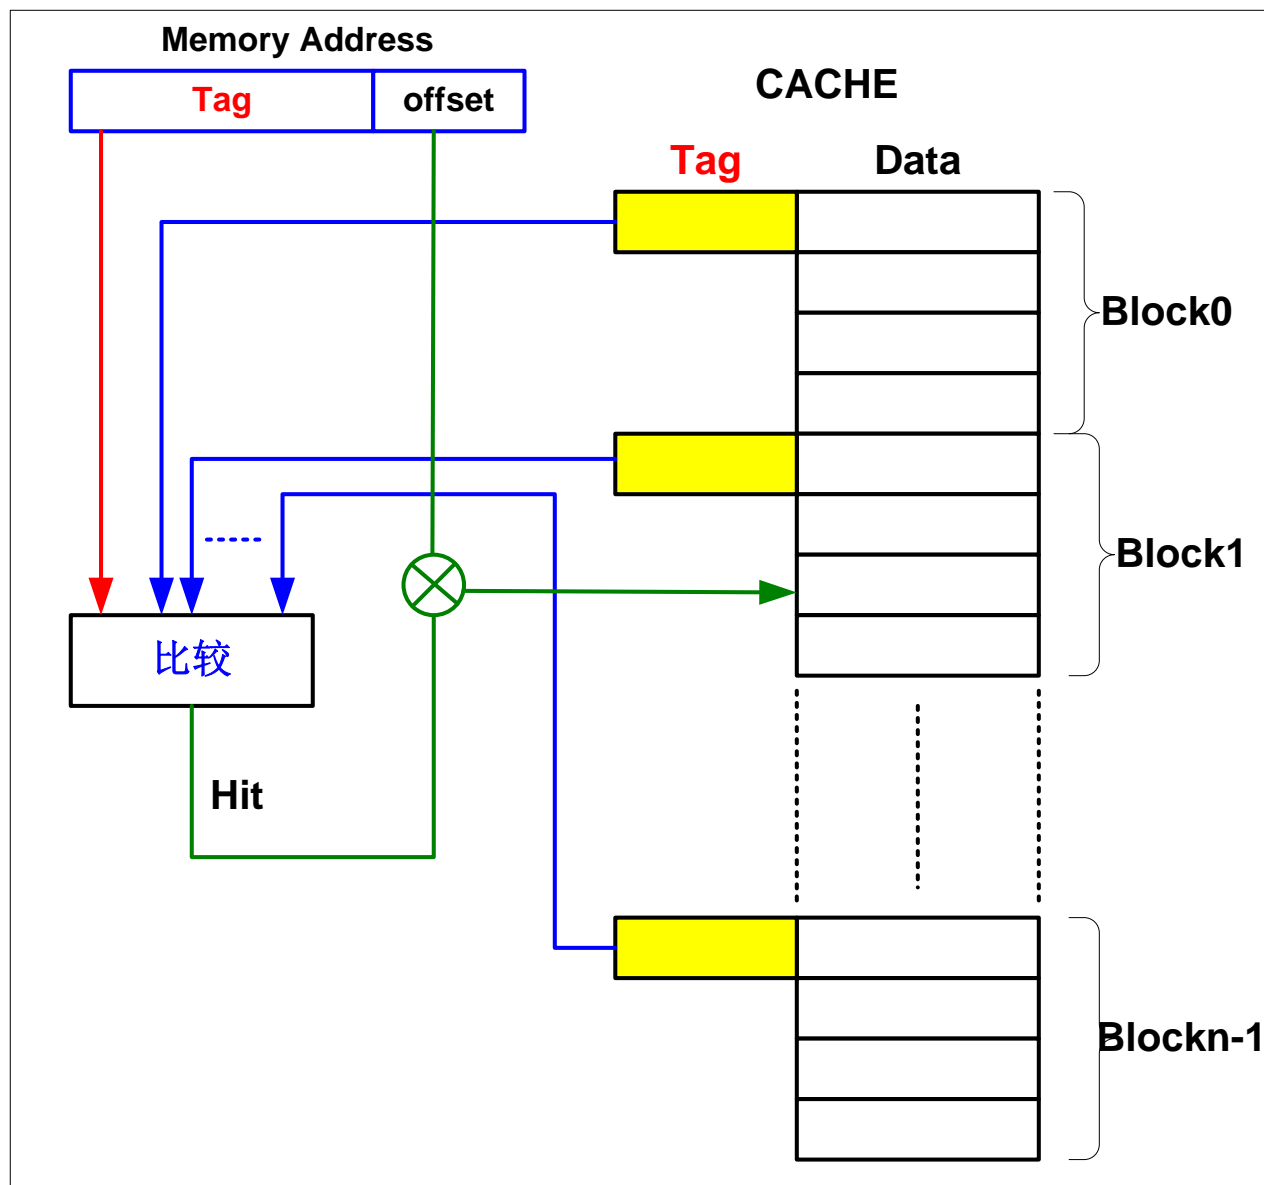 Memory Address
Tag
offset
CACHE
Tag
Data
Block0
Block1
比较
Hit
Blockn-1